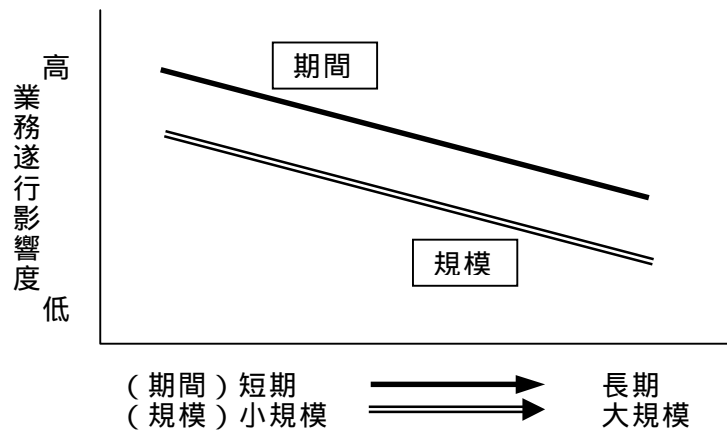 高
業務遂行影響度
低
期間
規模
(期間)短期 長期
(規模)小規模 大規模